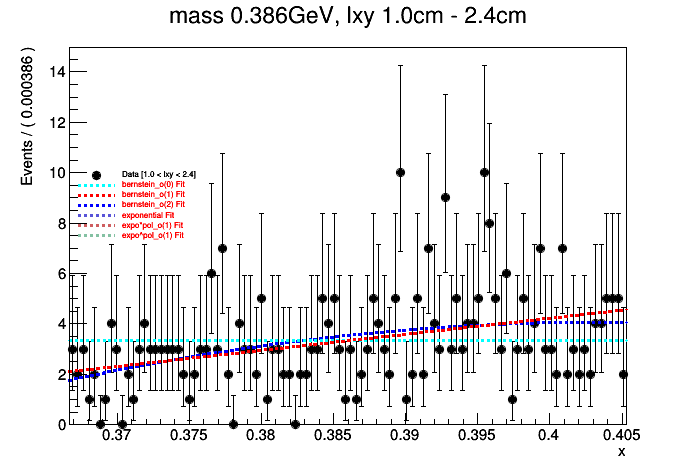 mass 0.386GeV, lxy 1.0cm - 2.4cm
Events / ( 0.000386 )
14
12
10
8
6
4
2
0
Data [1.0 < lxy < 2.4]
bernstein_o(0) Fit
bernstein_o(1) Fit
bernstein_o(2) Fit
exponential Fit
expo*pol_o(1) Fit
expo^pol_o(1) Fit
0.37 0.375 0.38 0.385 0.39 0.395 0.4 0.405
x